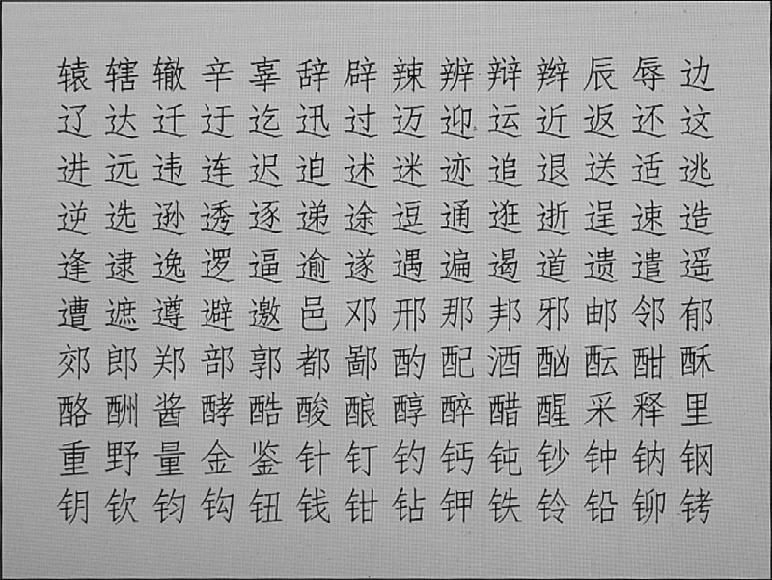 辕辖辙辛辜辞辟辣辨辩辫辰辱边
辽达迁迂迄迅过迈迎运近返还这
进远违连迟迫述迷迹追退送适逃
逆选逊透逐递途逗通逛逝逞速造
逢逮逸逻逼逾遂遇遍遏道遗遣遥
遭遮遵避邀邑邓邢那邦邪邮邻郁
郊郎郑部郭都鄙酌配酒酗酝酣酥
酪酬酱酵酷酸酿醇醉醋醒采释里
重野量金鉴针钉钓钙钝钞钟钠钢
钥钦钧钩钮钱钳钻钾铁铃铅铆铐